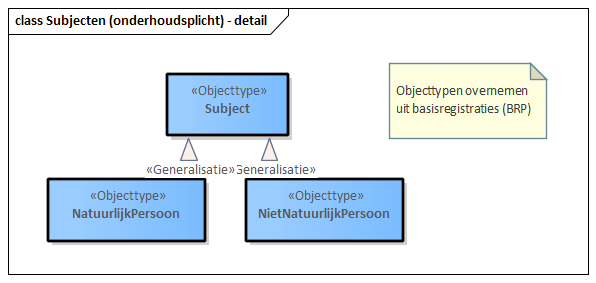 class Subjecten (onderhoudsplicht) - detail
«Objecttype»
Subject
Objecttypen overnemen
uit basisregistraties (BRP)
«Generalisatie»
Generalisatie»
«Objecttype»
NatuurlijkPersoon
«Objecttype»
NietNatuurlijkPersoon